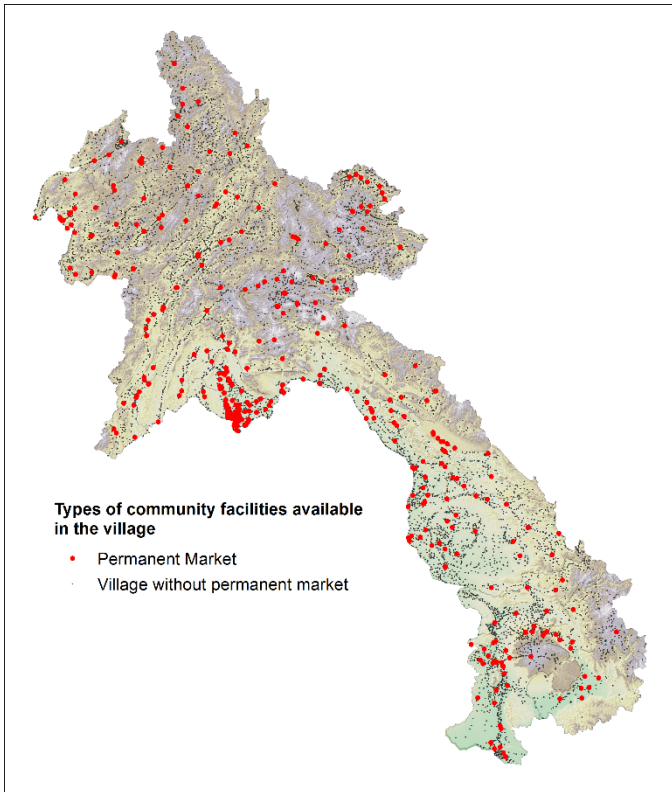 Types of community facilities available
in the village
Permanent Market
Village without permanent market